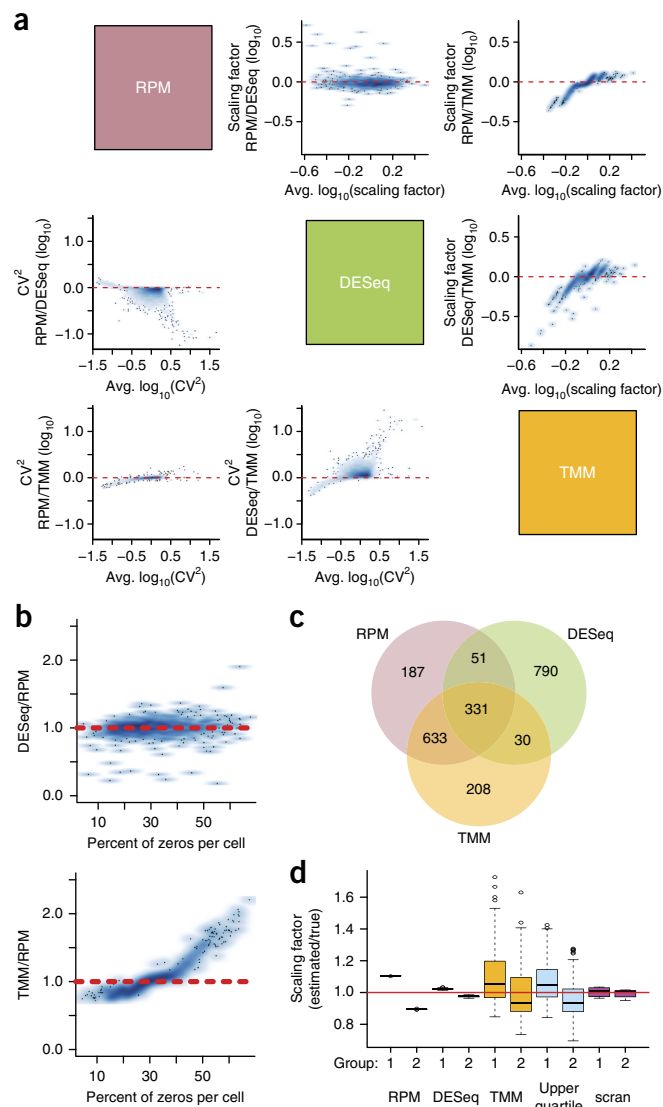 a
RPM
Scaling factor
RPM/DESeq (log10)
0.5
0.0
−0.5
−0.6 −0.2 0.2
Avg. log10(scaling factor)
Scaling factor
RPM/TMM (log10)
0.5
0.0
−0.5
−0.6 −0.2 0.2
Avg. log10(scaling factor)
CV2
RPM/DESeq (log10)
1.0
0.0
−1.0
−1.5 −0.5 0.5 1.5
Avg. log10(CV2)
DESeq
Scaling factor
DESeq/TMM (log10)
0.5
0.0
−0.5
−0.6 −0.2 0.2
Avg. log10(scaling factor)
CV2
RPM/TMM (log10)
1.0
0.0
−1.0
−1.5 −0.5 0.5 1.5
Avg. log10(CV2)
CV2
DESeq/TMM (log10)
1.0
0.0
−1.0
−1.5 −0.5 0.5 1.5
Avg. log10(CV2)
TMM
b
DESeq/RPM
2.0
1.0
0.0
10 30 50
Percent of zeros per cell
TMM/RPM
2.0
1.0
0.0
10 30 50
Percent of zeros per cell
c
RPM
DESeq
187
51
790
331
633
30
208
TMM
d
Scaling factor
(estimated/true)
1.6
1.4
1.2
1.0
0.8
Group: 1 2 1 2 1 2 1 2 1 2
RPM DESeq TMM Upper quartile scran